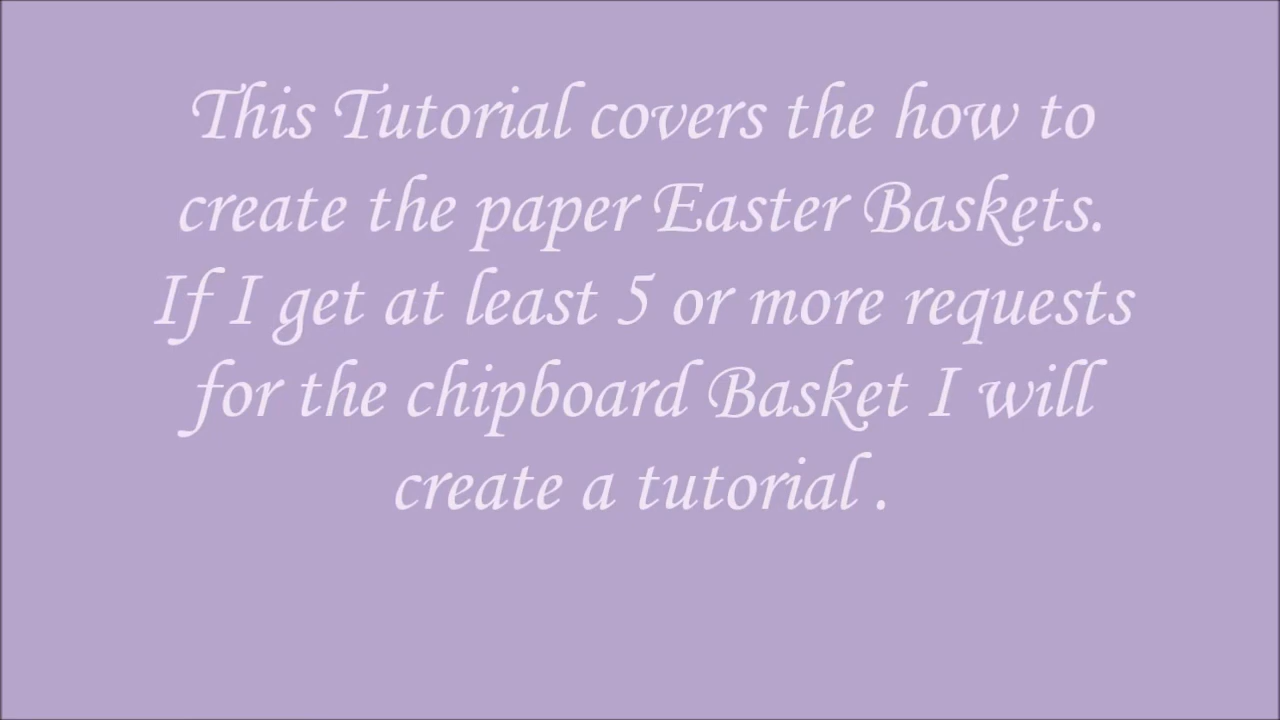 This Tutorial covers the how to
create the paper Easter Baskets.
If I get at least 5 or more requests
for the chipboard Basket I will
create a tutorial .